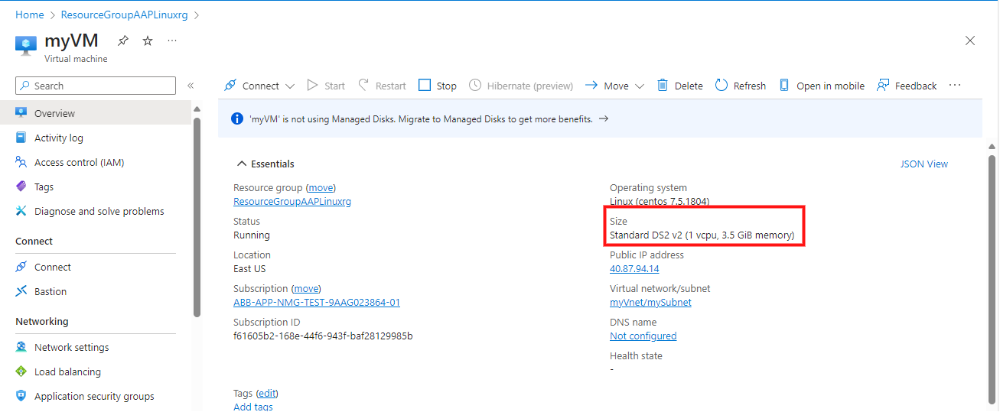 Home > ResourceGroupAAPLinuxrg >
myVM
Virtual machine
Search
Overview
Activity log
Access control (IAM)
Tags
Diagnose and solve problems
Connect
Connect
Bastion
Networking
Network settings
Load balancing
Application security groups
Connect Start Restart Stop Hibernate (preview) Move Delete Refresh Open in mobile Feedback
'myVM' is not using Managed Disks. Migrate to Managed Disks to get more benefits. →
Essentials
JSON View
Resource group (move)
ResourceGroupAAPLinuxrg
Status
Running
Location
East US
Subscription (move)
ABB-APP-NMG-TEST-9AAG023864-01
Subscription ID
f61605b2-168e-44f6-943f-baf28129985b
Operating system
Linux (centos 7.5.1804)
Size
Standard DS2 v2 (1 vcpu, 3.5 GiB memory)
Public IP address
40.87.94.14
Virtual network/subnet
myVnet/mySubnet
DNS name
Not configured
Health state
-
Tags (edit)
Add tags